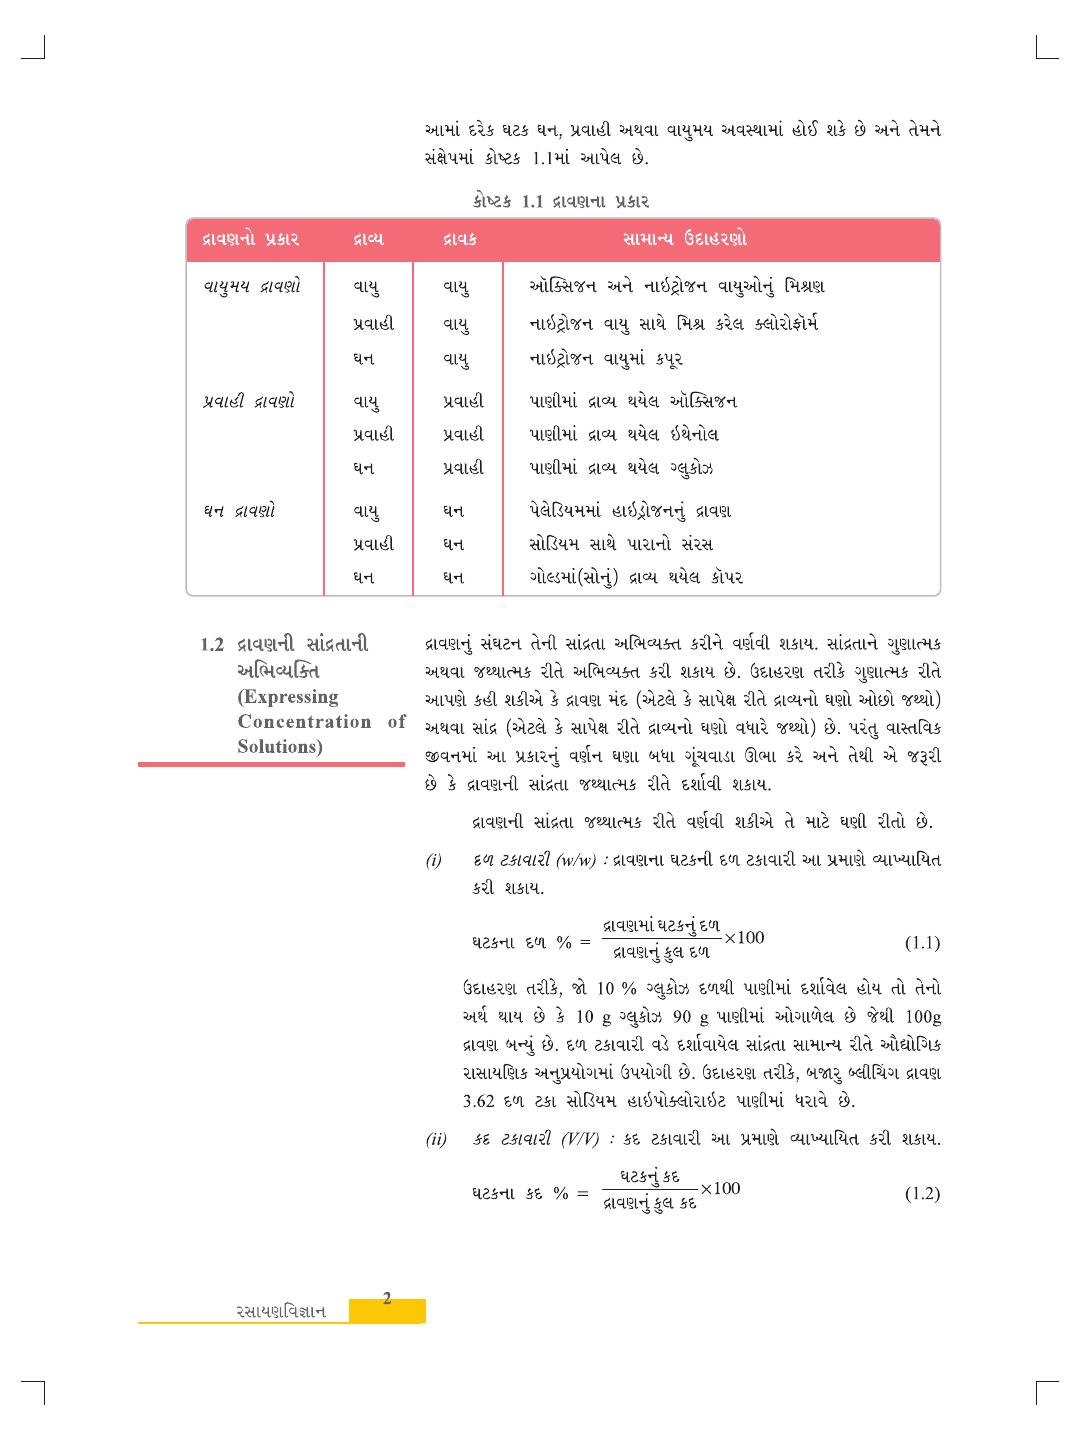 આમાં દરેક ઘટક ઘન, પ્રવાહી અથવા વાયુમય અવસ્થામાં હોઈ શકે છે અને તેમને
સંક્ષેપમાં કોષ્ટક 1.1માં આપેલ છે.
કોષ્ટક 1.1 દ્રાવણના પ્રકાર
દ્રાવણનો પ્રકાર દ્રાવ્ય દ્રાવક સામાન્ય ઉદાહરણો
વાયુમય દ્રાવણો વાયુ વાયુ ઑક્સિજન અને નાઇટ્રોજન વાયુઓનું મિશ્રણ
પ્રવાહી વાયુ નાઇટ્રોજન વાયુ સાથે મિશ્ર કરેલ ક્લોરોફૉર્મ
ઘન વાયુ નાઇટ્રોજન વાયુમાં કપૂર
પ્રવાહી દ્રાવણો વાયુ પ્રવાહી પાણીમાં દ્રાવ્ય થયેલ ઑક્સિજન
પ્રવાહી પ્રવાહી પાણીમાં દ્રાવ્ય થયેલ ઇથેનોલ
ઘન પ્રવાહી પાણીમાં દ્રાવ્ય થયેલ ગ્લુકોઝ
ઘન દ્રાવણો વાયુ ઘન પેલેડિયમમાં હાઇડ્રોજનનું દ્રાવણ
પ્રવાહી ઘન સોડિયમ સાથે પારાનો સંરસ
ઘન ઘન ગોલ્ડમાં(સોનું) દ્રાવ્ય થયેલ કૉપર
1.2 દ્રાવણની સાંદ્રતાની
અભિવ્યક્તિ
(Expressing
Concentration of
Solutions)
દ્રાવણનું સંઘટન તેની સાંદ્રતા અભિવ્યક્ત કરીને વર્ણવી શકાય. સાંદ્રતાને ગુણાત્મક
અથવા જથ્થાત્મક રીતે અભિવ્યક્ત કરી શકાય છે. ઉદાહરણ તરીકે ગુણાત્મક રીતે
આપણે કહી શકીએ કે દ્રાવણ મંદ (એટલે કે સાપેક્ષ રીતે દ્રાવ્યનો ઘણો ઓછો જથ્થો)
અથવા સાંદ્ર (એટલે કે સાપેક્ષ રીતે દ્રાવ્યનો ઘણો વધારે જથ્થો) છે. પરંતુ વાસ્તવિક
જીવનમાં આ પ્રકારનું વર્ણન ઘણા બધા ગૂંચવાડા ઊભા કરે અને તેથી એ જરૂરી
છે કે દ્રાવણની સાંદ્રતા જથ્થાત્મક રીતે દર્શાવી શકાય.
દ્રાવણની સાંદ્રતા જથ્થાત્મક રીતે વર્ણવી શકીએ તે માટે ઘણી રીતો છે.
(i) દળ ટકાવારી (w/w) : દ્રાવણના ઘટકની દળ ટકાવારી આ પ્રમાણે વ્યાખ્યાયિત
કરી શકાય.
ઘટકના દળ % = દ્રાવણમાં ઘટકનું દળ / દ્રાવણનું કુલ દળ ×100 (1.1)
ઉદાહરણ તરીકે, જો 10 % ગ્લુકોઝ દળથી પાણીમાં દર્શાવેલ હોય તો તેનો
અર્થ થાય છે કે 10 g ગ્લુકોઝ 90 g પાણીમાં ઓગાળેલ છે જેથી 100g
દ્રાવણ બન્યું છે. દળ ટકાવારી વડે દર્શાવાયેલ સાંદ્રતા સામાન્ય રીતે ઔદ્યોગિક
રાસાયણિક અનુપ્રયોગમાં ઉપયોગી છે. ઉદાહરણ તરીકે, બજારુ બ્લીચિંગ દ્રાવણ
3.62 દળ ટકા સોડિયમ હાઇપોક્લોરાઇટ પાણીમાં ધરાવે છે.
(ii) કદ ટકાવારી (V/V) : કદ ટકાવારી આ પ્રમાણે વ્યાખ્યાયિત કરી શકાય.
ઘટકના કદ % = ઘટકનું કદ / દ્રાવણનું કુલ કદ ×100 (1.2)
રસાયણવિજ્ઞાન 2